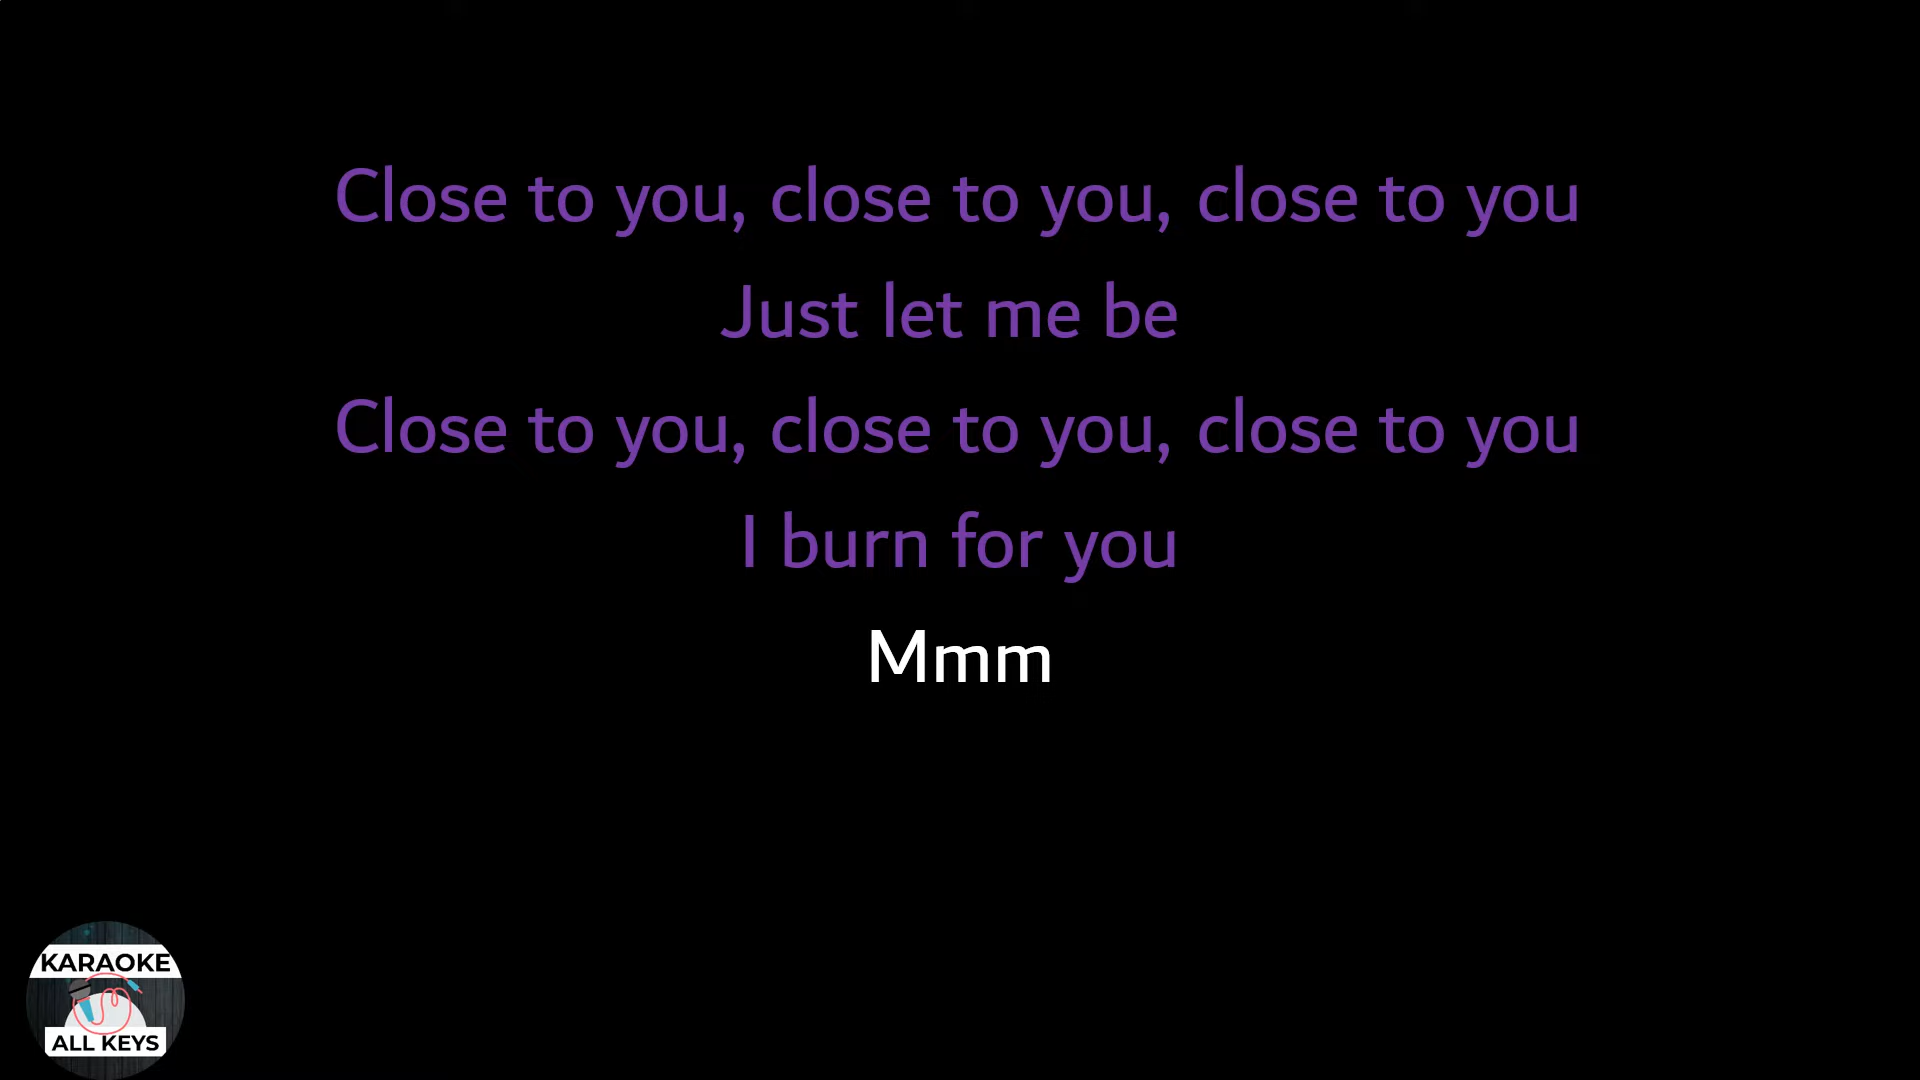 Close to you, close to you, close to you
Just let me be
Close to you, close to you, close to you
I burn for you
Mmm
KARAOKE
ALL KEYS